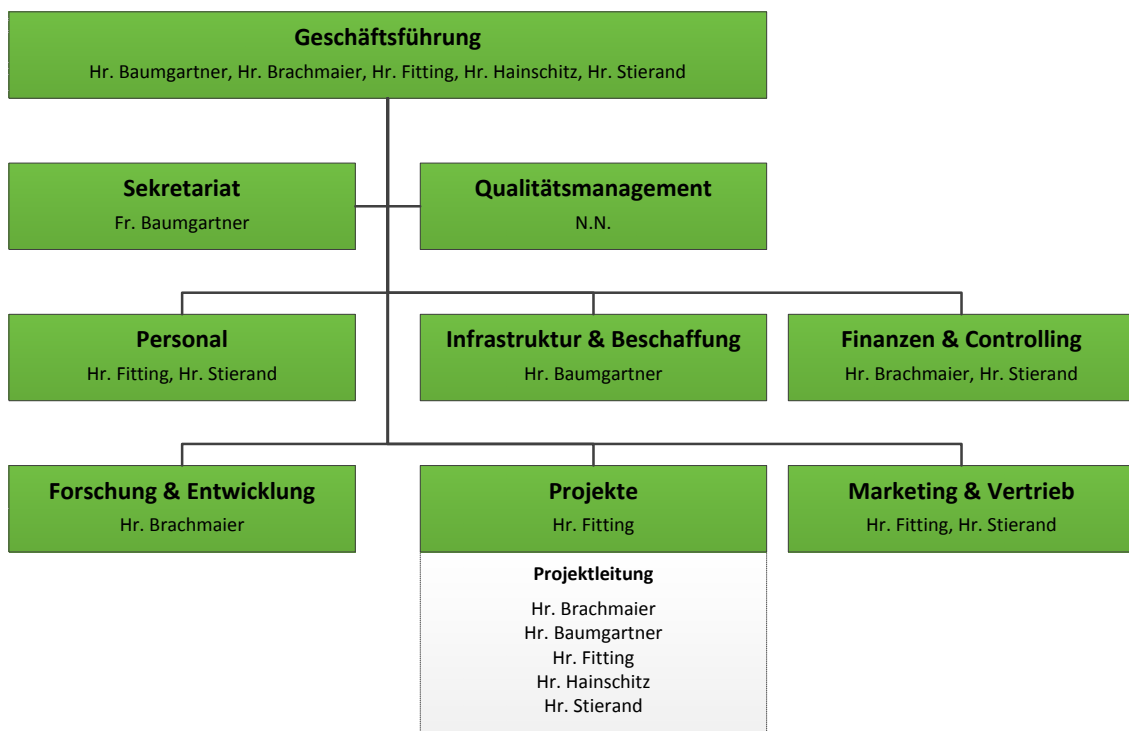 Geschäftsführung
Hr. Baumgartner, Hr. Brachmaier, Hr. Fitting, Hr. Hainschitz, Hr. Stierand
Sekretariat
Fr. Baumgartner
Qualitätsmanagement
N.N.
Personal
Hr. Fitting, Hr. Stierand
Infrastruktur & Beschaffung
Hr. Baumgartner
Finanzen & Controlling
Hr. Brachmaier, Hr. Stierand
Forschung & Entwicklung
Hr. Brachmaier
Projekte
Hr. Fitting
Projektleitung
Hr. Brachmaier
Hr. Baumgartner
Hr. Fitting
Hr. Hainschitz
Hr. Stierand
Marketing & Vertrieb
Hr. Fitting, Hr. Stierand